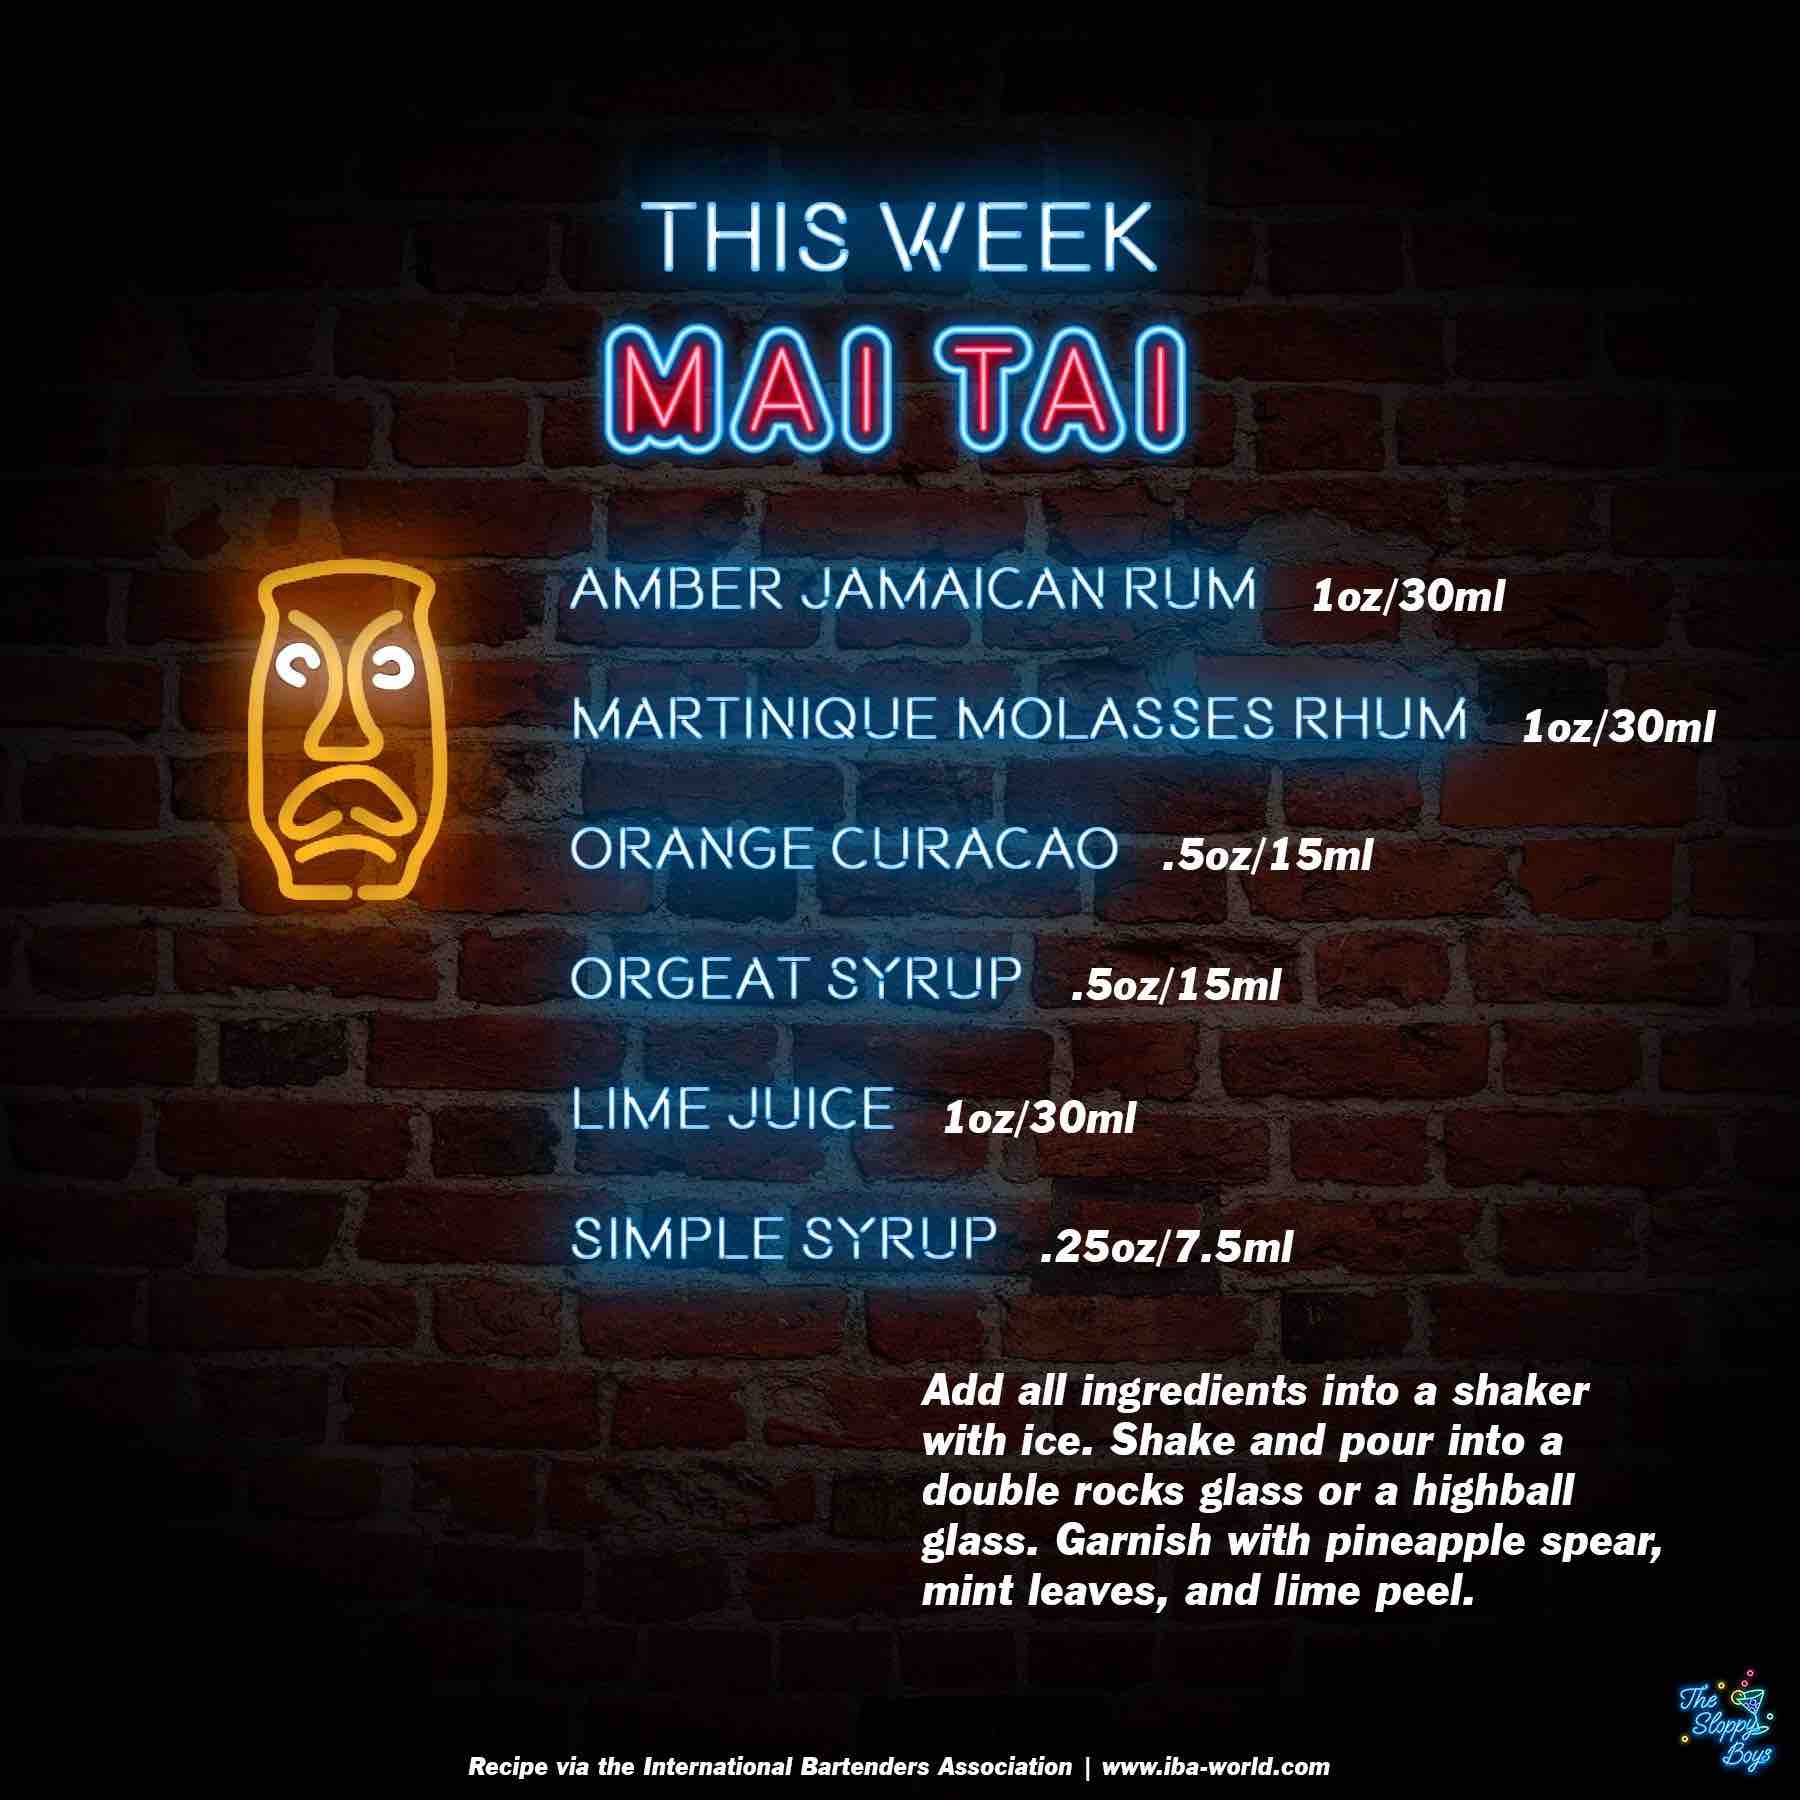 THIS WEEK
MAI TAI
AMBER JAMAICAN RUM 1oz/30ml
MARTINIQUE MOLASSES RHUM 1oz/30ml
ORANGE CURACAO .5oz/15ml
ORGEAT SYRUP .5oz/15ml
LIME JUICE 1oz/30ml
SIMPLE SYRUP .25oz/7.5ml
Add all ingredients into a shaker
with ice. Shake and pour into a
double rocks glass or a highball
glass. Garnish with pineapple spear,
mint leaves, and lime peel.
The
Sloppy
Boys
Recipe via the International Bartenders Association | www.iba-world.com